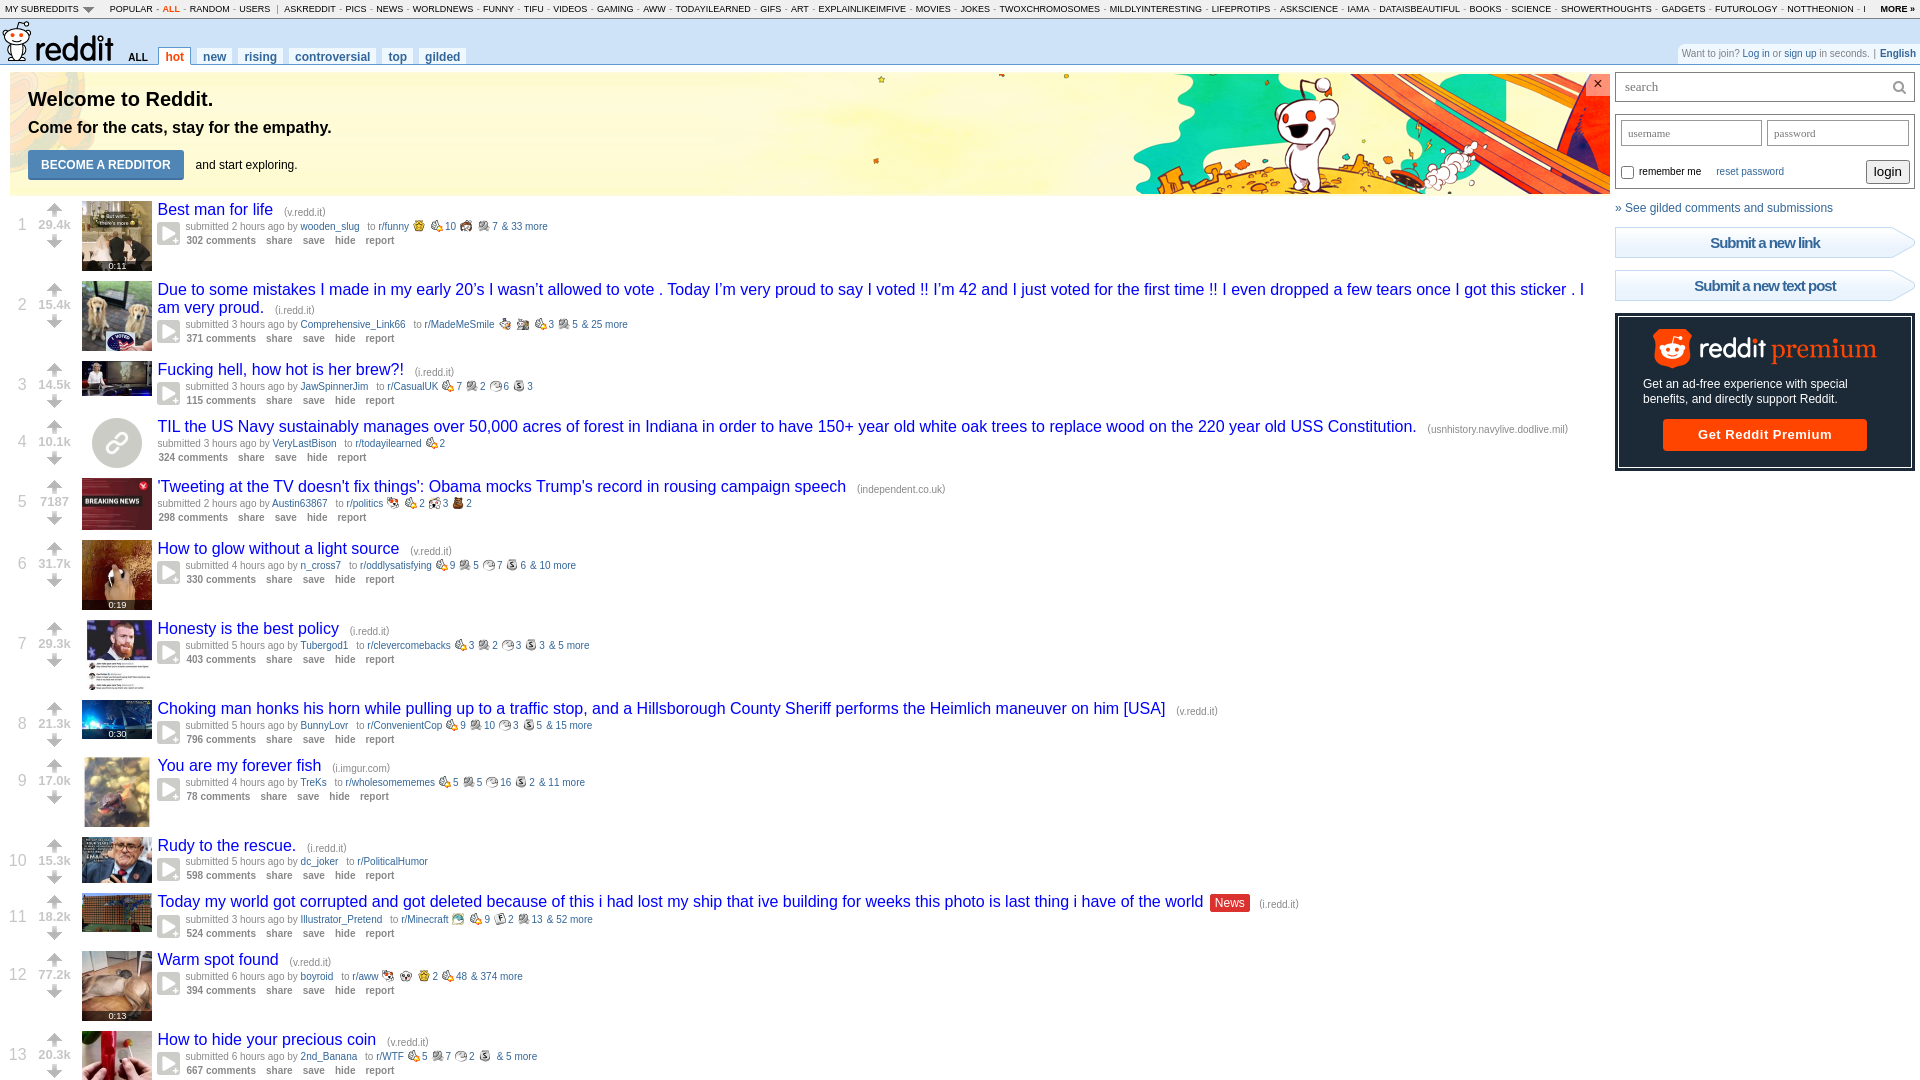 MY SUBREDDITS POPULAR - ALL - RANDOM - USERS | ASKREDDIT - PICS - NEWS - WORLDNEWS - FUNNY - TIFU - VIDEOS - GAMING - AWW - TODAYILEARNED - GIFS - ART - EXPLAINLIKEIMFIVE - MOVIES - JOKES - TWOXCHROMOSOMES - MILDLYINTERESTING - LIFEPROTIPS - ASKSCIENCE - IAMA - DATAISBEAUTIFUL - BOOKS - SCIENCE - SHOWERTHOUGHTS - GADGETS - FUTUROLOGY - NOTTHEONION - MORE »
reddit ALL hot new rising controversial top gilded
Want to join? Log in or sign up in seconds. | English
Welcome to Reddit.
Come for the cats, stay for the empathy.
BECOME A REDDITOR and start exploring.
×
search
username password
remember me reset password login
» See gilded comments and submissions
Submit a new link
Submit a new text post
reddit premium
Get an ad-free experience with special
benefits, and directly support Reddit.
Get Reddit Premium
1 29.4k Best man for life (v.redd.it)
submitted 2 hours ago by wooden_slug to r/funny 10 7 & 33 more
302 comments share save hide report
0:11
2 15.4k Due to some mistakes I made in my early 20's I wasn't allowed to vote . Today I'm very proud to say I voted !! I'm 42 and I just voted for the first time !! I even dropped a few tears once I got this sticker . I
am very proud. (i.redd.it)
submitted 3 hours ago by Comprehensive_Link66 to r/MadeMeSmile 3 5 & 25 more
371 comments share save hide report
3 14.5k Fucking hell, how hot is her brew?! (i.redd.it)
submitted 3 hours ago by JawSpinnerJim to r/CasualUK 7 2 6 3
115 comments share save hide report
4 10.1k TIL the US Navy sustainably manages over 50,000 acres of forest in Indiana in order to have 150+ year old white oak trees to replace wood on the 220 year old USS Constitution. (usnhistory.navylive.dodlive.mil)
submitted 3 hours ago by VeryLastBison to r/todayilearned 2
324 comments share save hide report
5 7187 'Tweeting at the TV doesn't fix things': Obama mocks Trump's record in rousing campaign speech (independent.co.uk)
BREAKING NEWS
submitted 2 hours ago by Austin63867 to r/politics 2 3 2
298 comments share save hide report
6 31.7k How to glow without a light source (v.redd.it)
submitted 4 hours ago by n_cross7 to r/oddlysatisfying 9 5 7 6 & 10 more
330 comments share save hide report
0:19
7 29.3k Honesty is the best policy (i.redd.it)
submitted 5 hours ago by Tubergod1 to r/clevercomebacks 3 2 3 3 & 5 more
403 comments share save hide report
8 21.3k Choking man honks his horn while pulling up to a traffic stop, and a Hillsborough County Sheriff performs the Heimlich maneuver on him [USA] (v.redd.it)
submitted 5 hours ago by BunnyLovr to r/ConvenientCop 9 10 3 5 & 15 more
0:30
796 comments share save hide report
9 17.0k You are my forever fish (i.imgur.com)
submitted 4 hours ago by TreKs to r/wholesomememes 5 5 16 2 & 11 more
78 comments share save hide report
10 15.3k Rudy to the rescue. (i.redd.it)
submitted 5 hours ago by dc_joker to r/PoliticalHumor
598 comments share save hide report
11 18.2k Today my world got corrupted and got deleted because of this i had lost my ship that ive building for weeks this photo is last thing i have of the world News (i.redd.it)
submitted 3 hours ago by Illustrator_Pretend to r/Minecraft 9 2 13 & 52 more
524 comments share save hide report
12 77.2k Warm spot found (v.redd.it)
submitted 6 hours ago by boyroid to r/aww 2 48 & 374 more
394 comments share save hide report
0:13
13 20.3k How to hide your precious coin (v.redd.it)
submitted 6 hours ago by 2nd_Banana to r/WTF 5 7 2 & 5 more
667 comments share save hide report